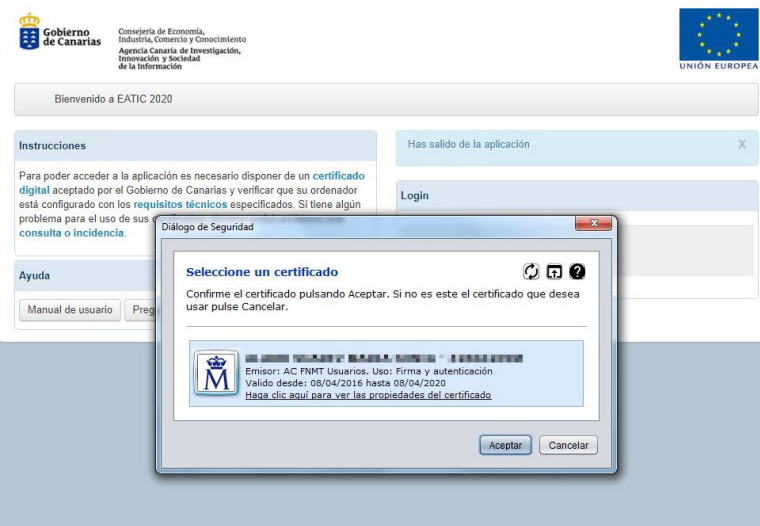 Gobierno
de Canarias
Consejería de Economía,
Industria, Comercio y Conocimiento
Agencia Canaria de Investigación,
Innovación y Sociedad
de la Información
UNIÓN EUROPEA
Bienvenido a EATIC 2020
Instrucciones
Para poder acceder a la aplicación es necesario disponer de un certificado
digital aceptado por el Gobierno de Canarias y verificar que su ordenador
está configurado con los requisitos técnicos especificados. Si tiene algún
problema para el uso de sus
consulta o incidencia.
Ayuda
Manual de usuario
Preg
Has salido de la aplicación
X
Login
Diálogo de Seguridad
Seleccione un certificado
Confirme el certificado pulsando Aceptar. Si no es este el certificado que desea
usar pulse Cancelar.
Emisor: AC FNMT Usuarios. Uso: Firma y autenticación
Valido desde: 08/04/2016 hasta 08/04/2020
Haga clic aquí para ver las propiedades del certificado
Aceptar
Cancelar